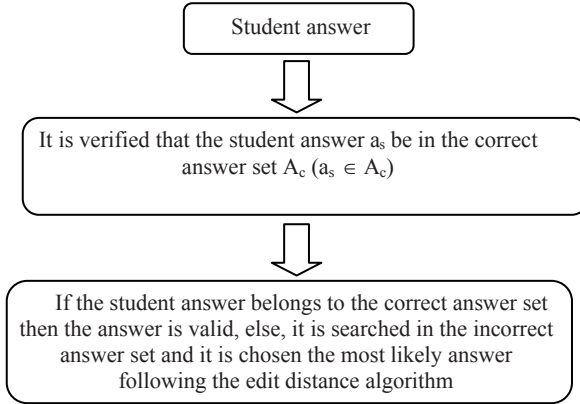 Student answer
It is verified that the student answer aₛ be in the correct
answer set A_c (aₛ ∈ A_c)
If the student answer belongs to the correct answer set
then the answer is valid, else, it is searched in the incorrect
answer set and it is chosen the most likely answer
following the edit distance algorithm